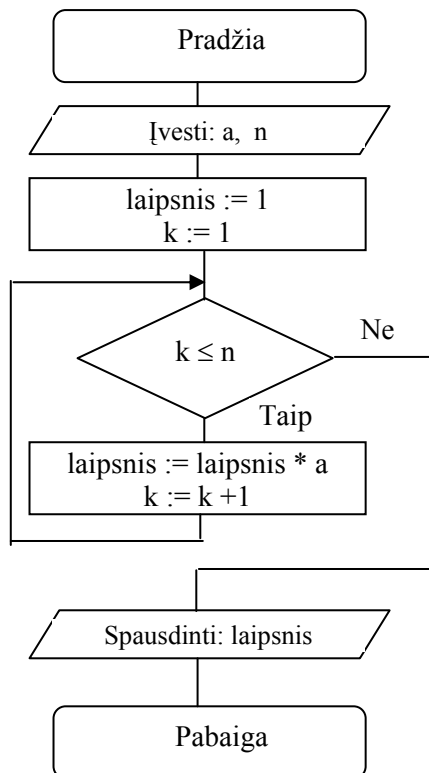 Pradžia
Įvesti: a, n
laipsnis := 1
k := 1
k ≤ n
Ne
Taip
laipsnis := laipsnis * a
k := k +1
Spausdinti: laipsnis
Pabaiga